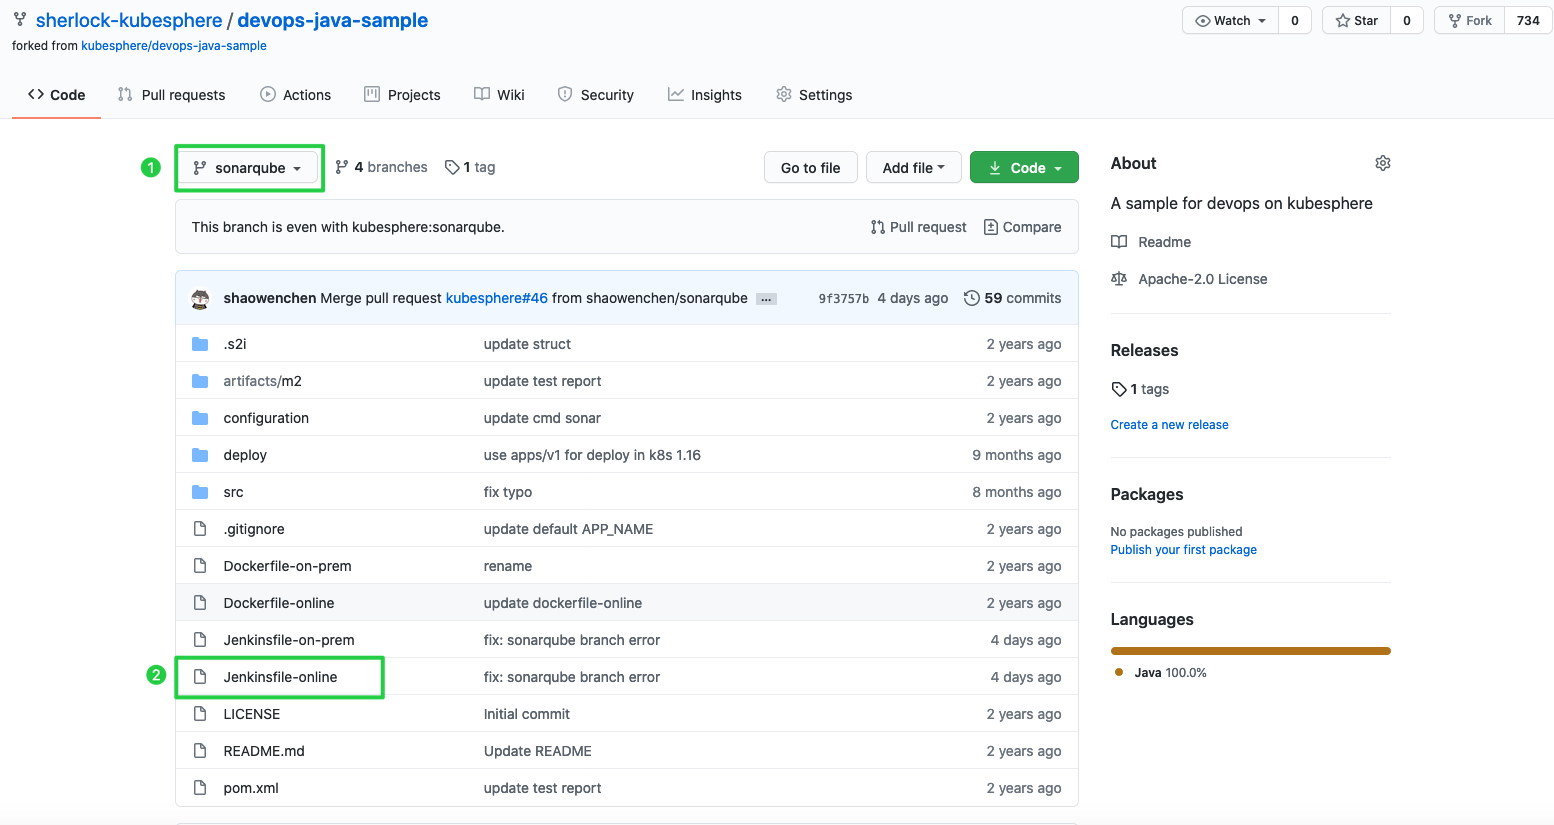 sherlock-kubesphere / devops-java-sample
Watch 0 Star 0 Fork 734
forked from kubesphere/devops-java-sample
Code Pull requests Actions Projects Wiki Security Insights Settings
1 sonarqube 4 branches 1 tag Go to file Add file Code
This branch is even with kubesphere:sonarqube. Pull request Compare
shaowenchen Merge pull request kubesphere#46 from shaowenchen/sonarqube ... 9f3757b 4 days ago 59 commits
.s2i update struct 2 years ago
artifacts/m2 update test report 2 years ago
configuration update cmd sonar 2 years ago
deploy use apps/v1 for deploy in k8s 1.16 9 months ago
src fix typo 8 months ago
.gitignore update default APP_NAME 2 years ago
Dockerfile-on-prem rename 2 years ago
Dockerfile-online update dockerfile-online 2 years ago
Jenkinsfile-on-prem fix: sonarqube branch error 4 days ago
2 Jenkinsfile-online fix: sonarqube branch error 4 days ago
LICENSE Initial commit 2 years ago
README.md Update README 2 years ago
pom.xml update test report 2 years ago
About
A sample for devops on kubesphere
Readme
Apache-2.0 License
Releases
1 tags
Create a new release
Packages
No packages published
Publish your first package
Languages
Java 100.0%